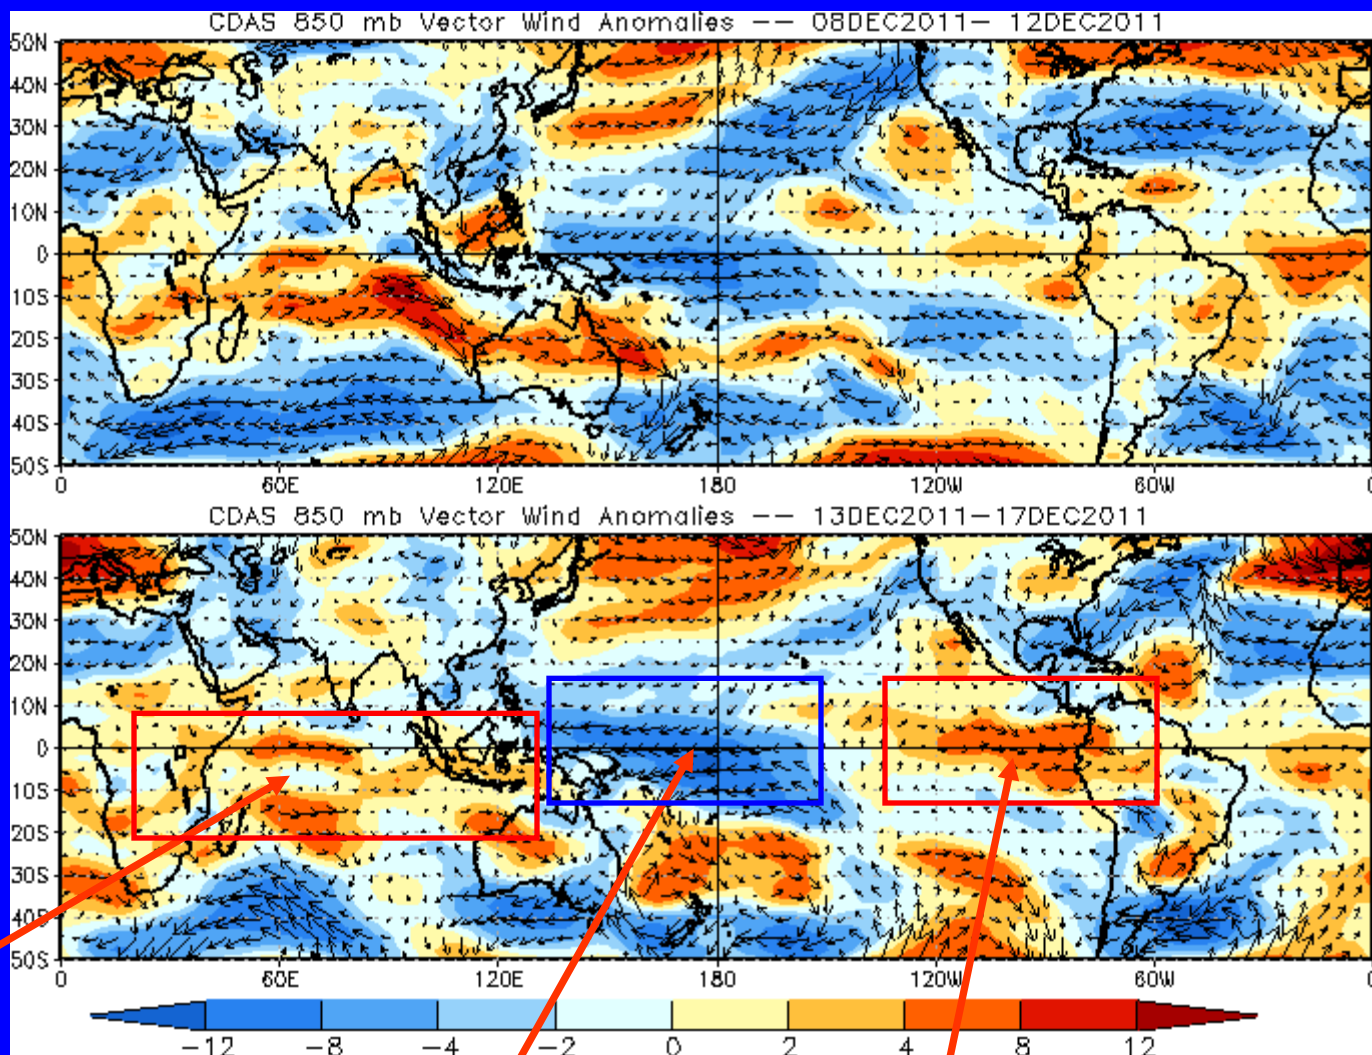 CDAS 850 mb Vector Wind Anomalies -- 08DEC2011- 12DEC2011
50N
40N
30N
20N
10N
0
10S
20S
30S
40S
50S
0 60E 120E 180 120W 60W 0
CDAS 850 mb Vector Wind Anomalies -- 13DEC2011-17DEC2011
50N
40N
30N
20N
10N
0
10S
20S
30S
40S
50S
0 60E 120E 180 120W 60W 0
-12 -8 -4 -2 0 2 4 8 12